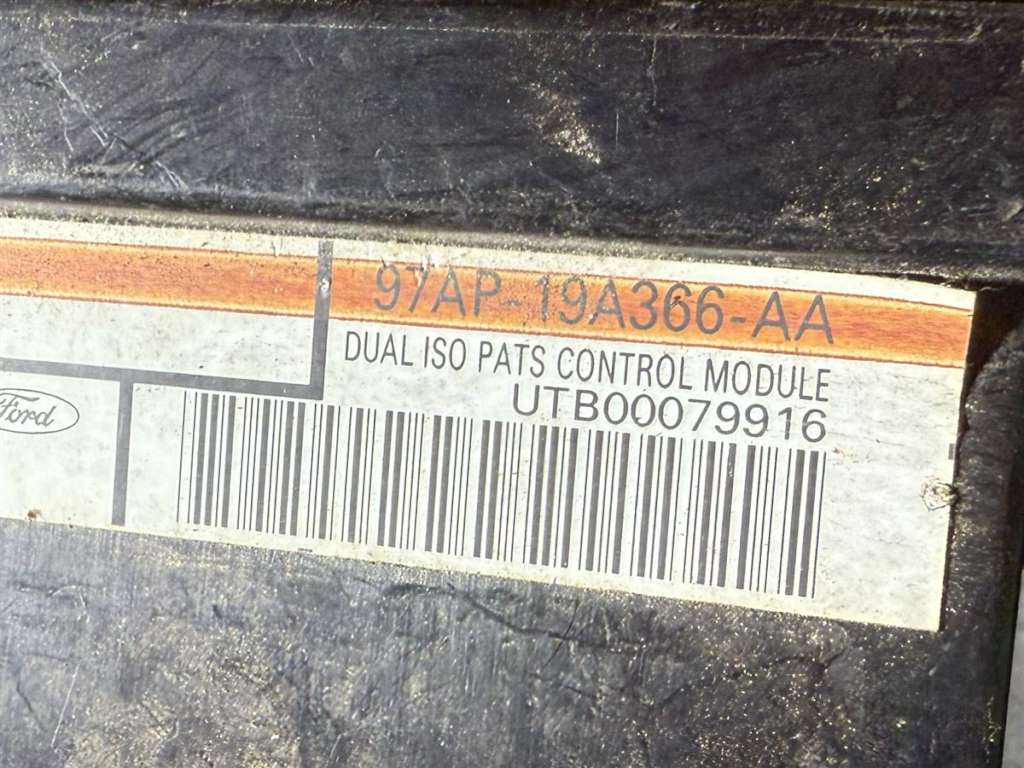 97AP-19A366-AA
DUAL ISO PATS CONTROL MODULE
UTB00079916
Ford